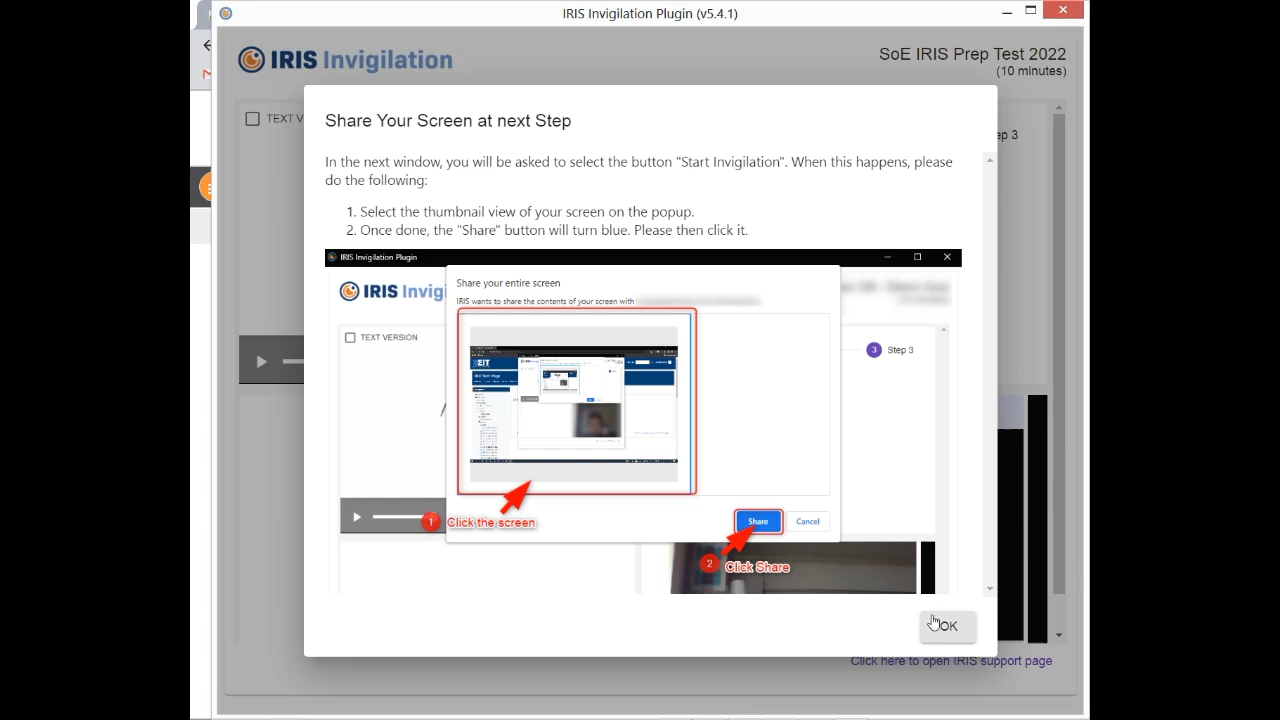 IRIS Invigilation Plugin (v5.4.1)
IRIS Invigilation
SoE IRIS Prep Test 2022
(10 minutes)
TEXT V
ep 3
Share Your Screen at next Step
In the next window, you will be asked to select the button "Start Invigilation". When this happens, please
do the following:
1. Select the thumbnail view of your screen on the popup.
2. Once done, the "Share" button will turn blue. Please then click it.
IRIS Invigilation Plugin
IRIS Invig
Share your entire screen
IRIS wants to share the contents of your screen with
TEXT VERSION
3 Step 3
EIT
1 Click the screen
Share
Cancel
2 Click Share
OK
Click here to open IRIS support page